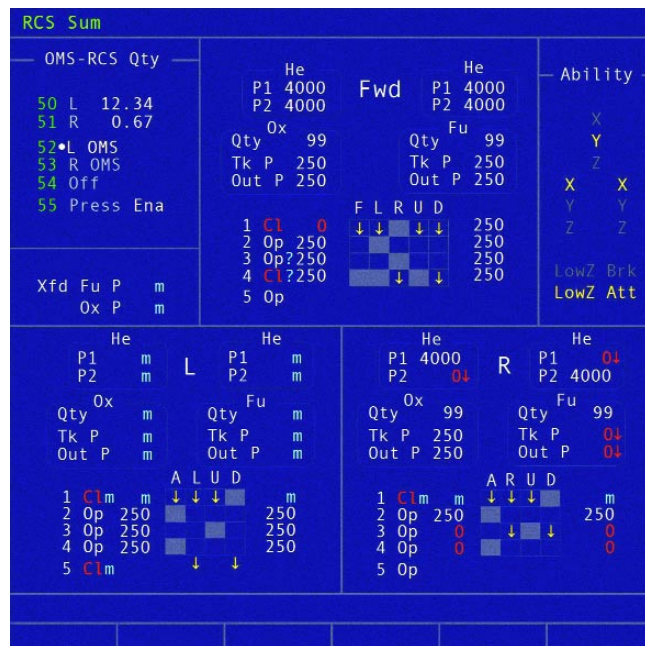 RCS Sum
OMS-RCS Qty
50 L 12.34
51 R 0.67
52•L OMS
53 R OMS
54 Off
55 Press Ena
Xfd Fu P m
Ox P m
Fwd
He He
P1 4000 P1 4000
P2 4000 P2 4000
Ox Fu
Qty 99 Qty 99
Tk P 250 Tk P 250
Out P 250 Out P 250
F L R U D
1 Cl 0 ↓ ↓ ↓ ↓ 250
2 Op 250 250
3 Op?250 250
4 Cl?250 ↓ ↓ 250
5 Op
Ability
X
Y
Z
X X
Y Y
Z Z
LowZ Brk
LowZ Att
L
He He
P1 m P1 m
P2 m P2 m
Ox Fu
Qty m Qty m
Tk P m Tk P m
Out P m Out P m
A L U D
1 Clm m ↓ ↓ ↓ m
2 Op 250 250
3 Op 250 250
4 Op 250 250
5 Clm ↓ ↓
R
He He
P1 4000 P1 0↓
P2 0↓ P2 4000
Ox Fu
Qty 99 Qty 99
Tk P 250 Tk P 0↓
Out P 250 Out P 0↓
A R U D
1 Clm m ↓ ↓ ↓ m
2 Op 250 250
3 Op 0 ↓ ↓ 0
4 Op 0 0
5 Op